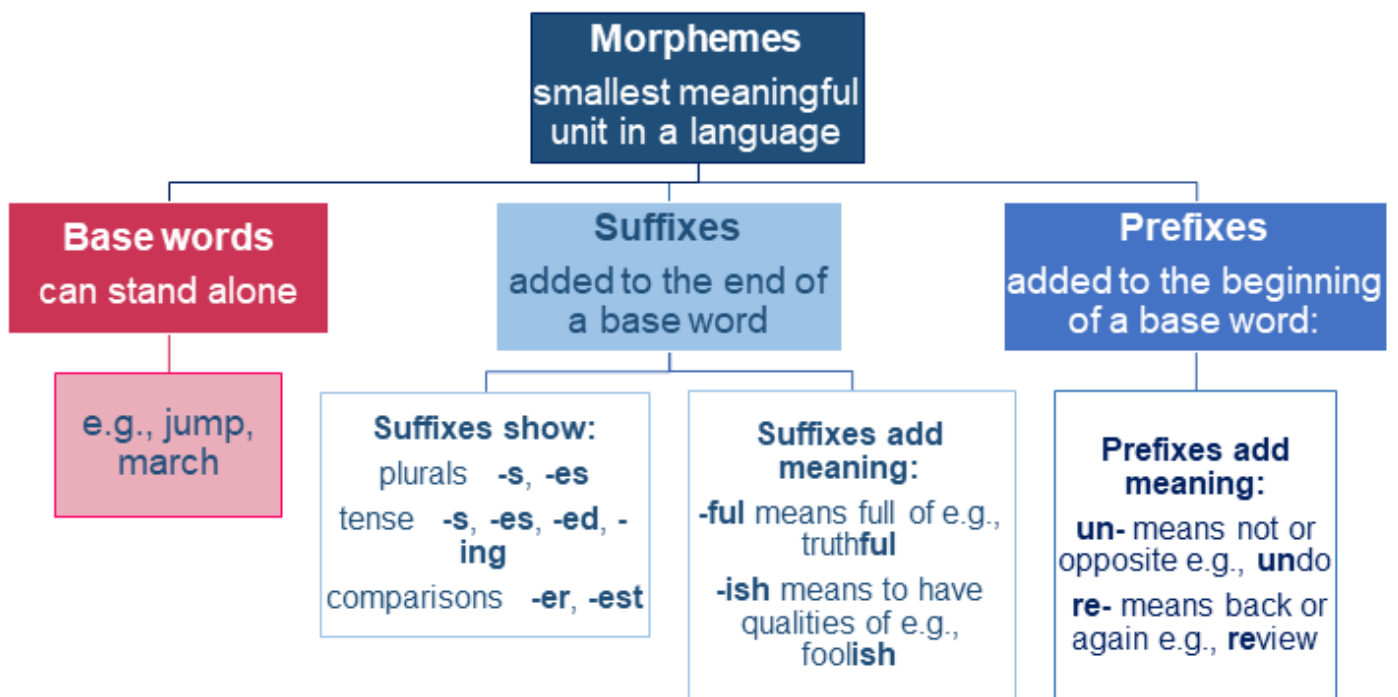 Morphemes
smallest meaningful
unit in a language
Base words
can stand alone
e.g., jump,
march
Suffixes
added to the end of
a base word
Suffixes show:
plurals -s, -es
tense -s, -es, -ed, -
ing
comparisons -er, -est
Suffixes add
meaning:
-ful means full of e.g.,
truthful
-ish means to have
qualities of e.g.,
foolish
Prefixes
added to the beginning
of a base word:
Prefixes add
meaning:
un- means not or
opposite e.g., undo
re- means back or
again e.g., review